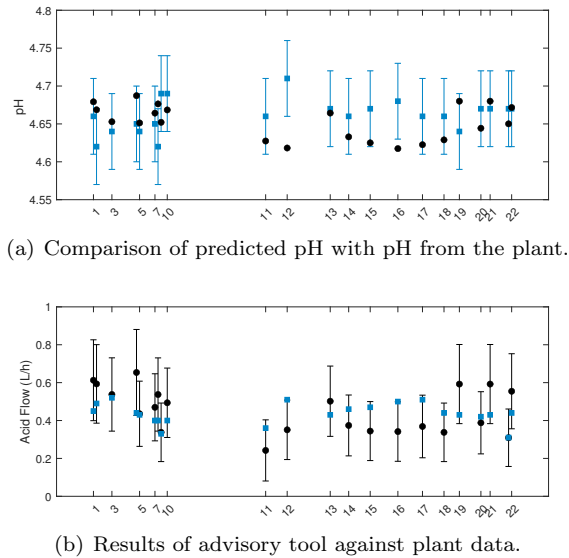 4.8
4.75
4.7
4.65
4.6
4.55
pH
1 3 5 7 10 11 12 13 14 15 16 17 18 19 20 21 22
(a) Comparison of predicted pH with pH from the plant.
1
0.8
0.6
0.4
0.2
0
Acid Flow (L/h)
1 3 5 7 10 11 12 13 14 15 16 17 18 19 20 21 22
(b) Results of advisory tool against plant data.